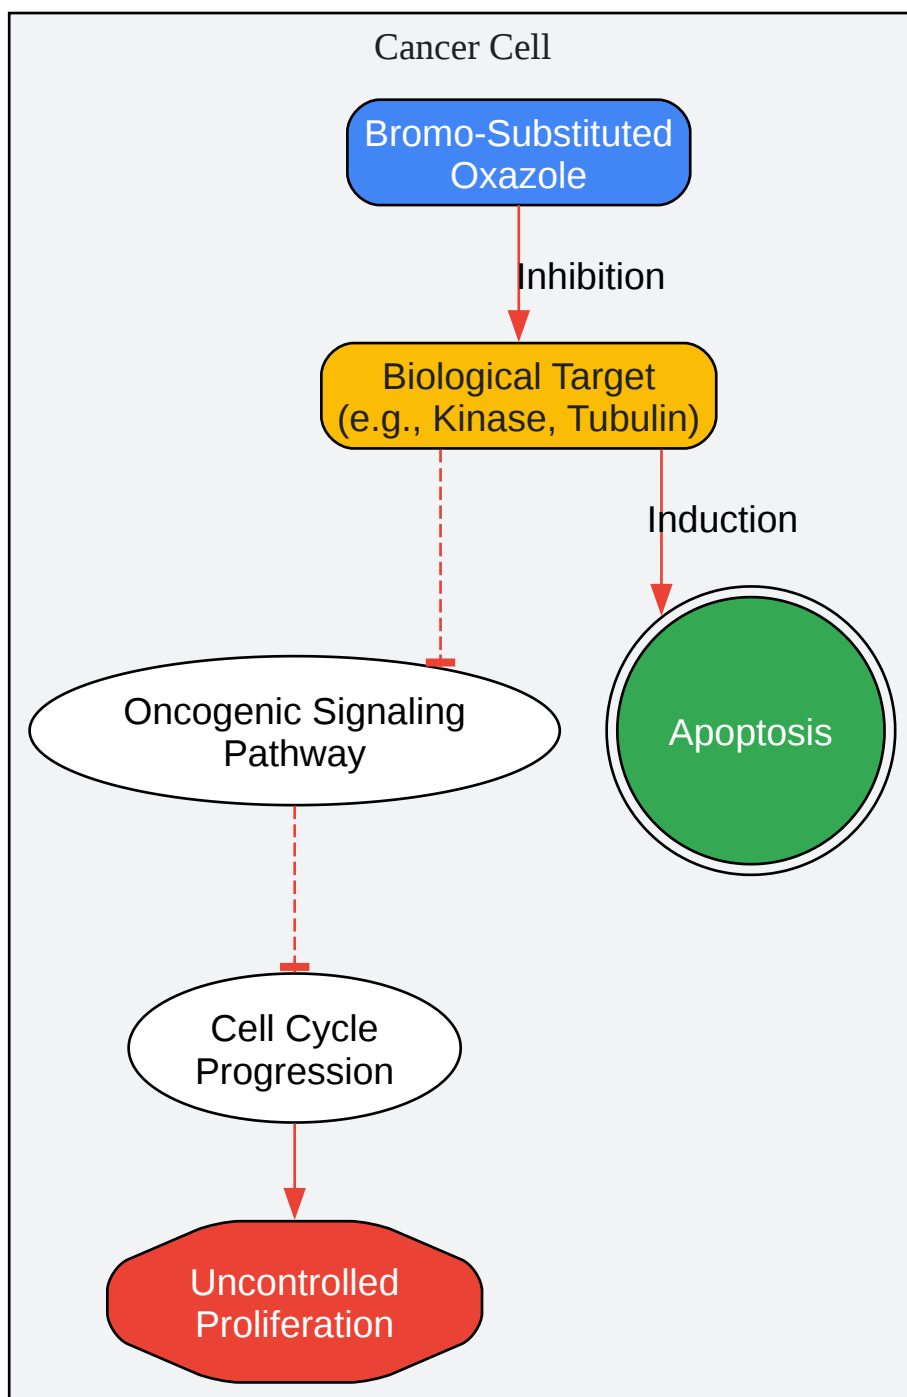 Cancer Cell
Bromo-Substituted
Oxazole
Inhibition
Biological Target
(e.g., Kinase, Tubulin)
Induction
Oncogenic Signaling
Pathway
Apoptosis
Cell Cycle
Progression
Uncontrolled
Proliferation